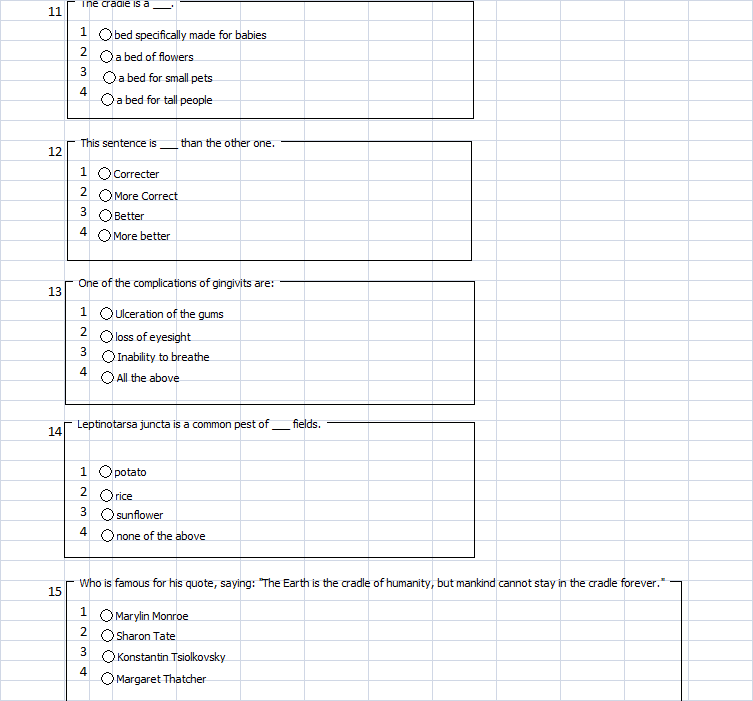 11 The cradle is a ___.
1 bed specifically made for babies
2 a bed of flowers
3 a bed for small pets
4 a bed for tall people
12 This sentence is ___ than the other one.
1 Correcter
2 More Correct
3 Better
4 More better
13 One of the complications of gingivits are:
1 Ulceration of the gums
2 loss of eyesight
3 Inability to breathe
4 All the above
14 Leptinotarsa juncta is a common pest of ___ fields.
1 potato
2 rice
3 sunflower
4 none of the above
15 Who is famous for his quote, saying: "The Earth is the cradle of humanity, but mankind cannot stay in the cradle forever."
1 Marylin Monroe
2 Sharon Tate
3 Konstantin Tsiolkovsky
4 Margaret Thatcher